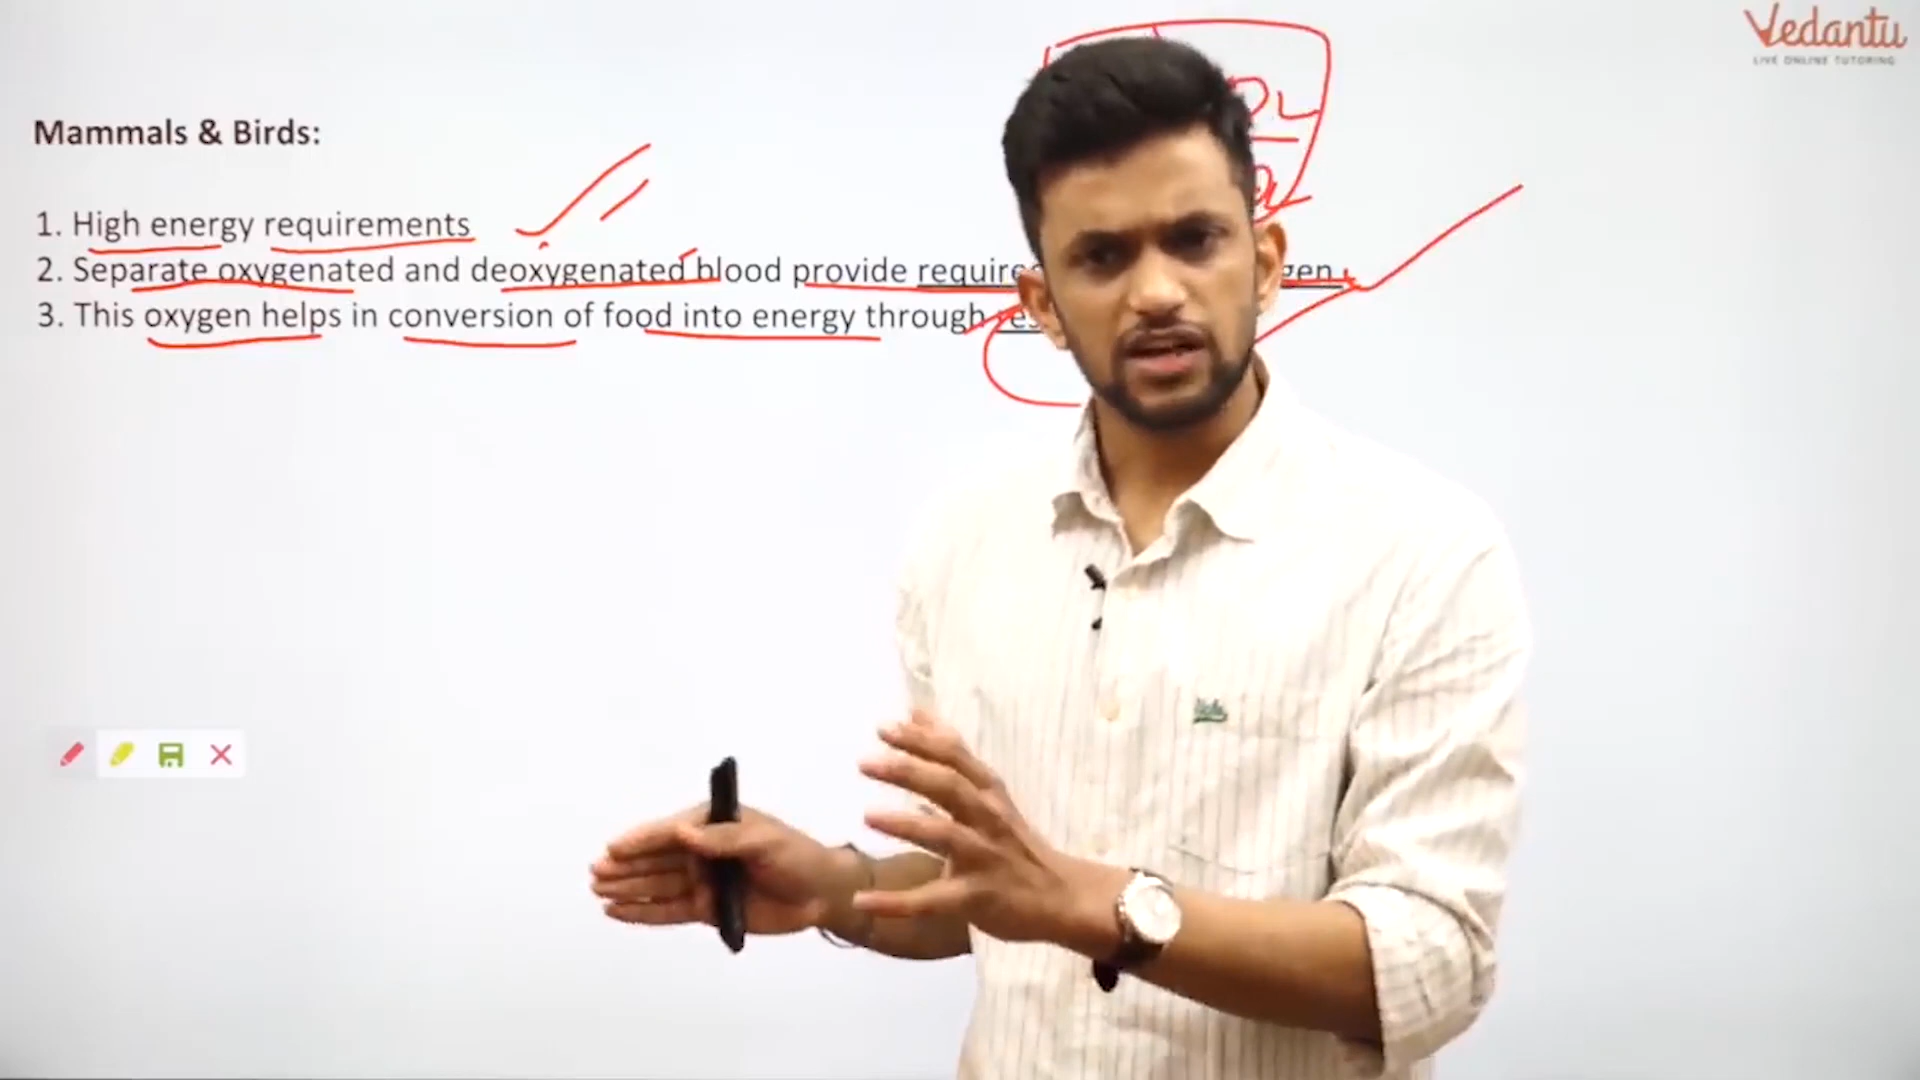 Vedantu
LIVE ONLINE TUTORING
Mammals & Birds:
1. High energy requirements
2. Separate oxygenated and deoxygenated blood provide
3. This oxygen helps in conversion of food into energy through